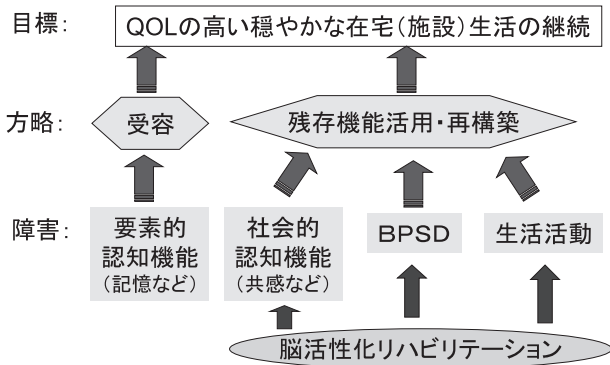 目標: QOLの高い穏やかな在宅(施設)生活の継続
方略: 受容 残存機能活用・再構築
障害: 要素的 社会的 BPSD 生活活動
認知機能 認知機能
(記憶など) (共感など)
脳活性化リハビリテーション